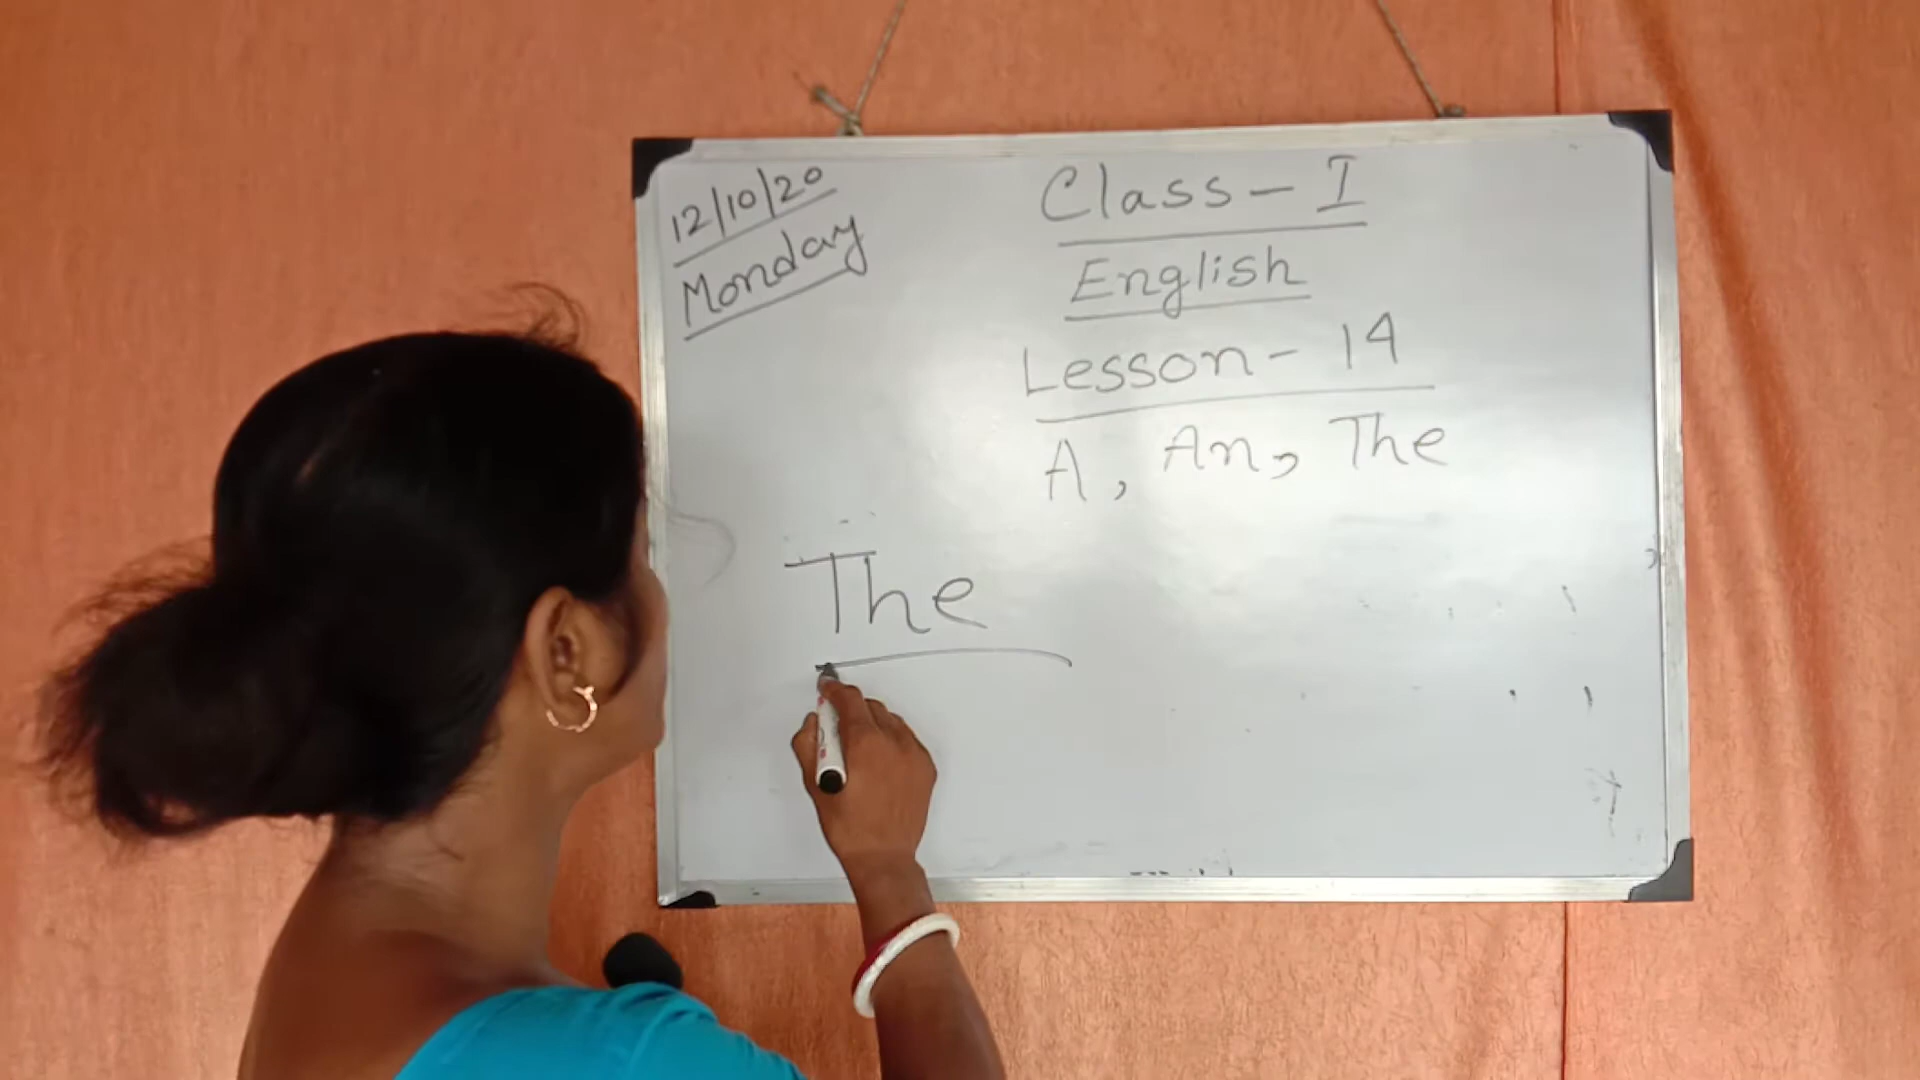 12/10/20
Monday
Class - I
English
Lesson - 14
A, An, The
The